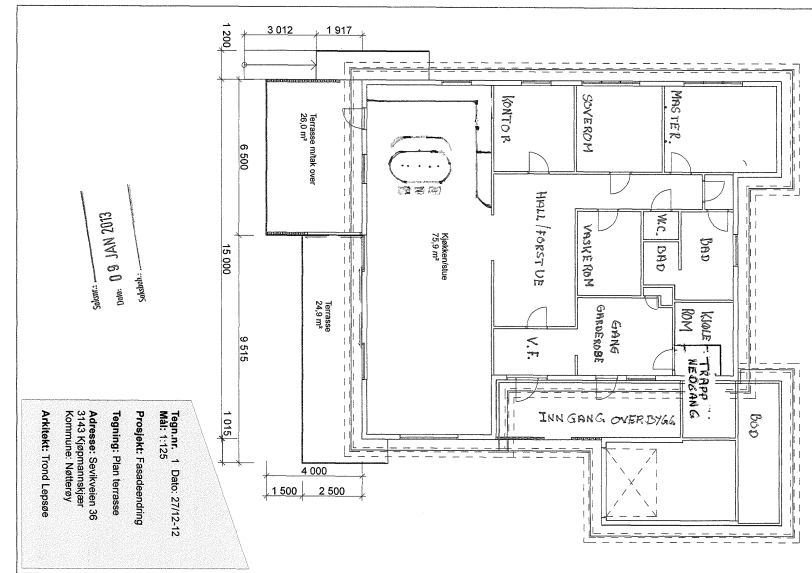 3 012
1 917
1 200
6 500
15 000
9 515
1 015
4 000
1 500
2 500
Terrasse m/tak over
26,0 m²
Terrasse
24,9 m²
Kjøkken/stue
75,9 m²
KONTOR
SOVEROM
MASTER.
HALL/FORSTUE
VASKEROM
W.C.
BAD
BAD
GANG
GARDEROBE
KJØLE
ROM
V.F.
TRAPP
NEDGANG
INNGANG OVERBYGG
BOD
Saksbeh.:
Dato: 09 JAN 2013
Saksnr.:
Tegn.nr. 1 Dato: 27/12-12
Mål: 1:125
Prosjekt: Fasadeendring
Tegning: Plan terrasse
Adresse: Sevikveien 36
3143 Kjøpmannskjær
Kommune: Nøtterøy
Arkitekt: Trond Lepsøe